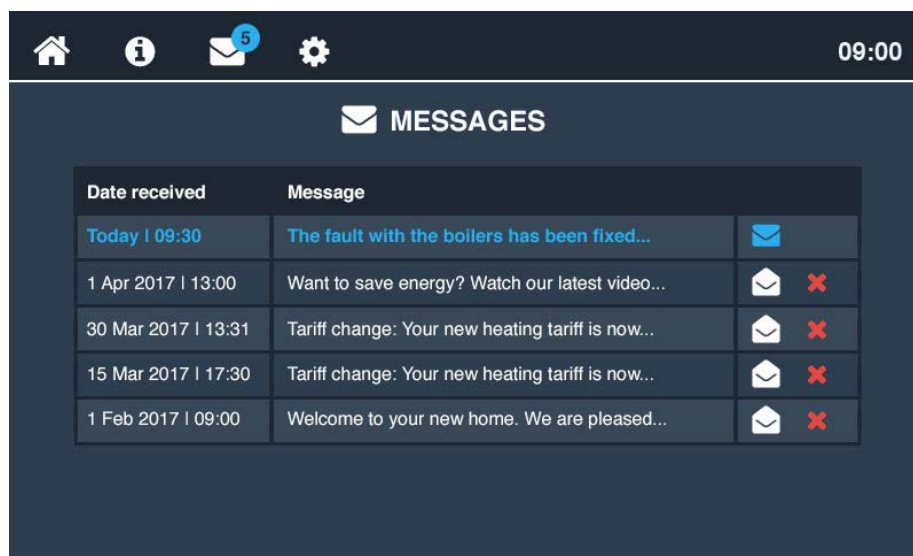 5
09:00
MESSAGES
Date received Message
Today | 09:30 The fault with the boilers has been fixed...
1 Apr 2017 | 13:00 Want to save energy? Watch our latest video...
30 Mar 2017 | 13:31 Tariff change: Your new heating tariff is now...
15 Mar 2017 | 17:30 Tariff change: Your new heating tariff is now...
1 Feb 2017 | 09:00 Welcome to your new home. We are pleased...